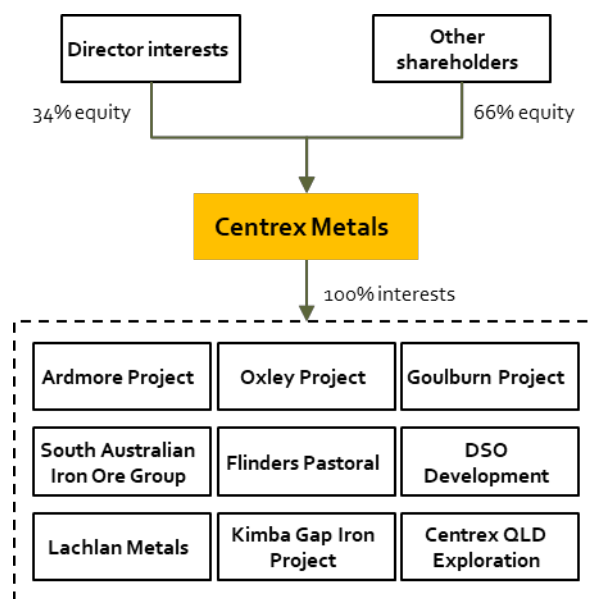 Director interests
Other
shareholders
34% equity
66% equity
Centrex Metals
100% interests
Ardmore Project
Oxley Project
Goulburn Project
South Australian
Iron Ore Group
Flinders Pastoral
DSO
Development
Lachlan Metals
Kimba Gap Iron
Project
Centrex QLD
Exploration